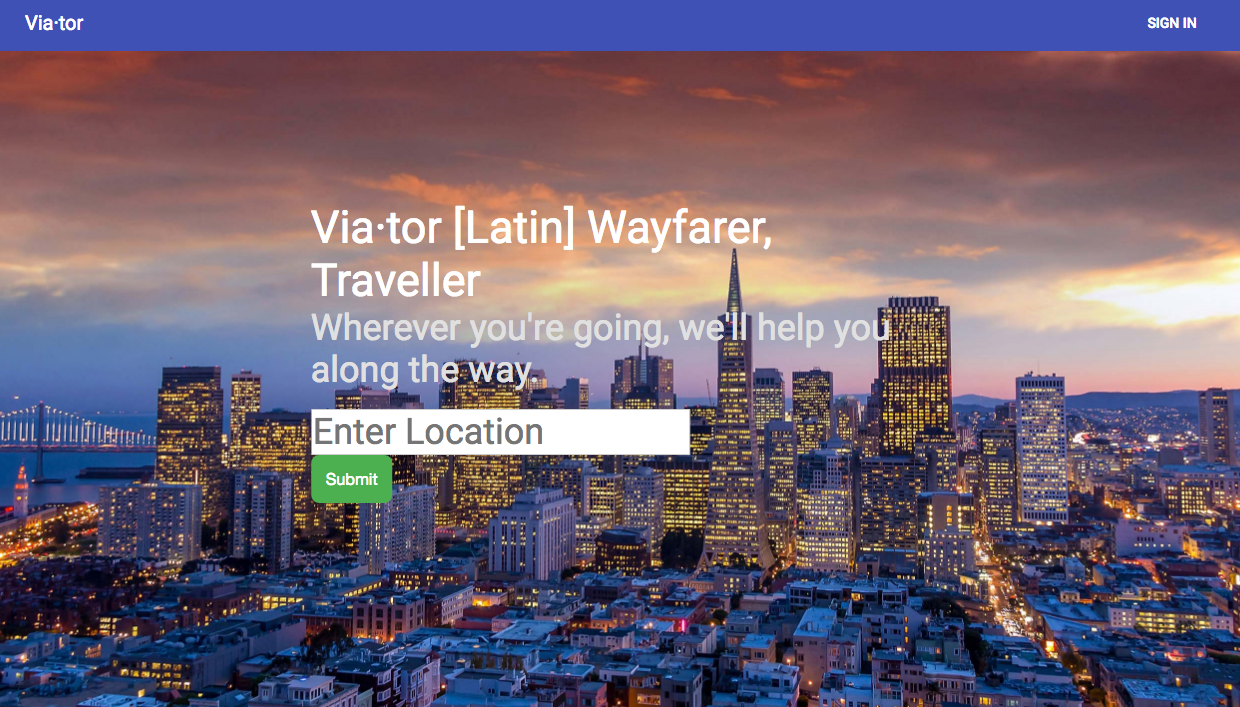 Via·tor
SIGN IN
Via·tor [Latin] Wayfarer,
Traveller
Wherever you're going, we'll help you
along the way
Enter Location
Submit